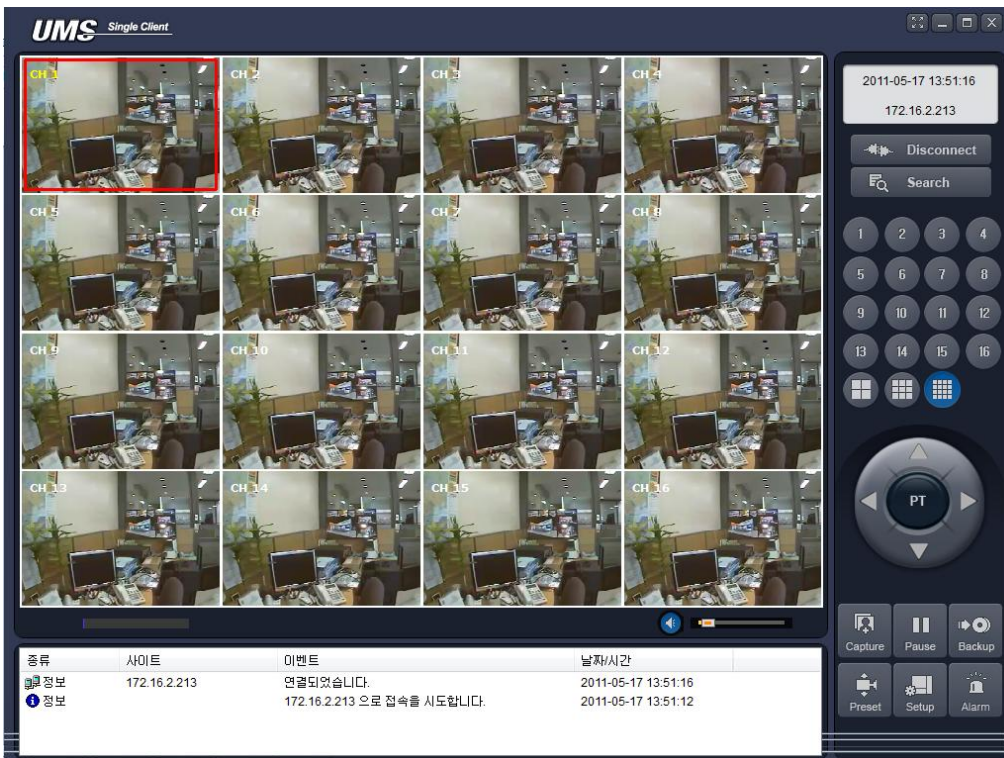 UMS Single Client
CH 1
CH 2
CH 3
CH 4
CH 5
CH 6
CH 7
CH 8
CH 9
CH 10
CH 11
CH 12
CH 13
CH 14
CH 15
CH 16
2011-05-17 13:51:16
172.16.2.213
Disconnect
Search
1 2 3 4
5 6 7 8
9 10 11 12
13 14 15 16
PT
Capture Pause Backup
Preset Setup Alarm
종류 사이트 이벤트 날짜/시간
정보 172.16.2.213 연결되었습니다. 2011-05-17 13:51:16
정보 172.16.2.213 으로 접속을 시도합니다. 2011-05-17 13:51:12